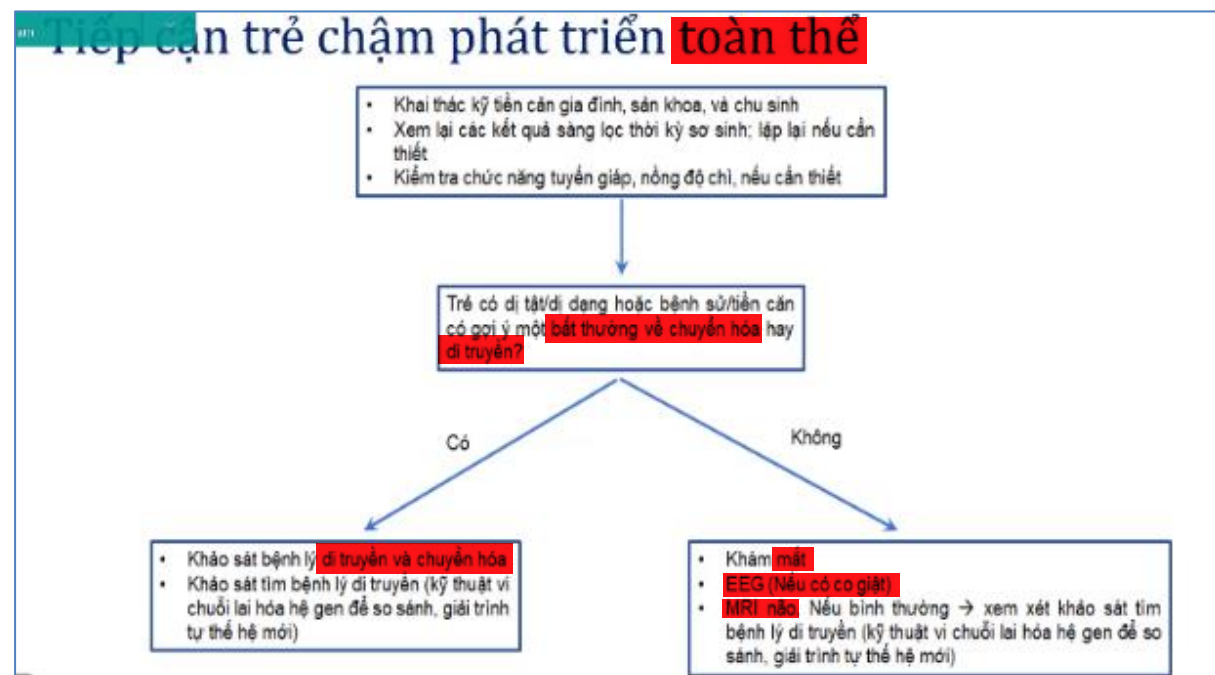 Tiếp cận trẻ chậm phát triển toàn thể
• Khai thác kỹ tiền căn gia đình, sản khoa, và chu sinh
• Xem lại các kết quả sàng lọc thời kỳ sơ sinh; lặp lại nếu cần
thiết
• Kiểm tra chức năng tuyến giáp, nồng độ chì, nếu cần thiết
Trẻ có dị tật/dị dạng hoặc bệnh sử/tiền căn
có gợi ý một bất thường về chuyển hóa hay
di truyền?
Có
Không
• Khảo sát bệnh lý di truyền và chuyển hóa
• Khảo sát tìm bệnh lý di truyền (kỹ thuật vi
chuỗi lai hóa hệ gen để so sánh, giải trình
tự thế hệ mới)
• Khám mắt
• EEG (Nếu có co giật)
• MRI não. Nếu bình thường → xem xét khảo sát tìm
bệnh lý di truyền (kỹ thuật vi chuỗi lai hóa hệ gen để so
sánh, giải trình tự thế hệ mới)